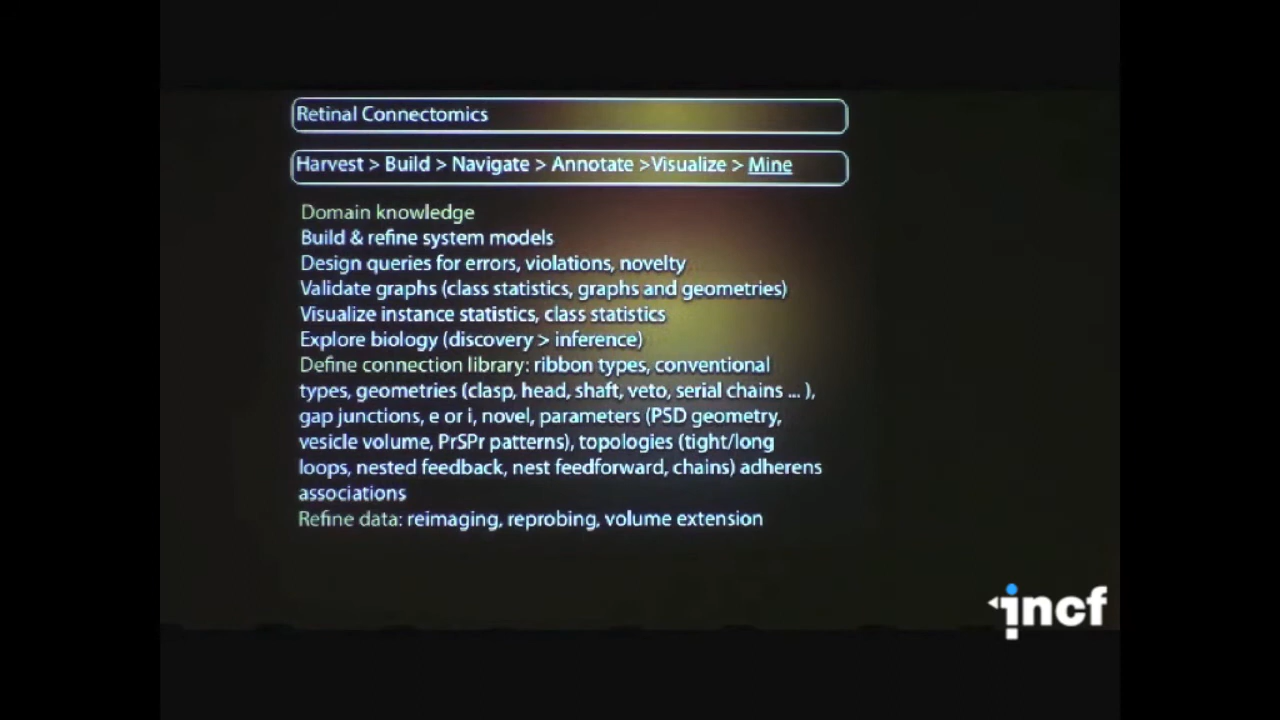 Retinal Connectomics
Harvest > Build > Navigate > Annotate >Visualize > Mine
Domain knowledge
Build & refine system models
Design queries for errors, violations, novelty
Validate graphs (class statistics, graphs and geometries)
Visualize instance statistics, class statistics
Explore biology (discovery > inference)
Define connection library: ribbon types, conventional
types, geometries (clasp, head, shaft, veto, serial chains ... ),
gap junctions, e or i, novel, parameters (PSD geometry,
vesicle volume, PrSPr patterns), topologies (tight/long
loops, nested feedback, nest feedforward, chains) adherens
associations
Refine data: reimaging, reprobing, volume extension
incf